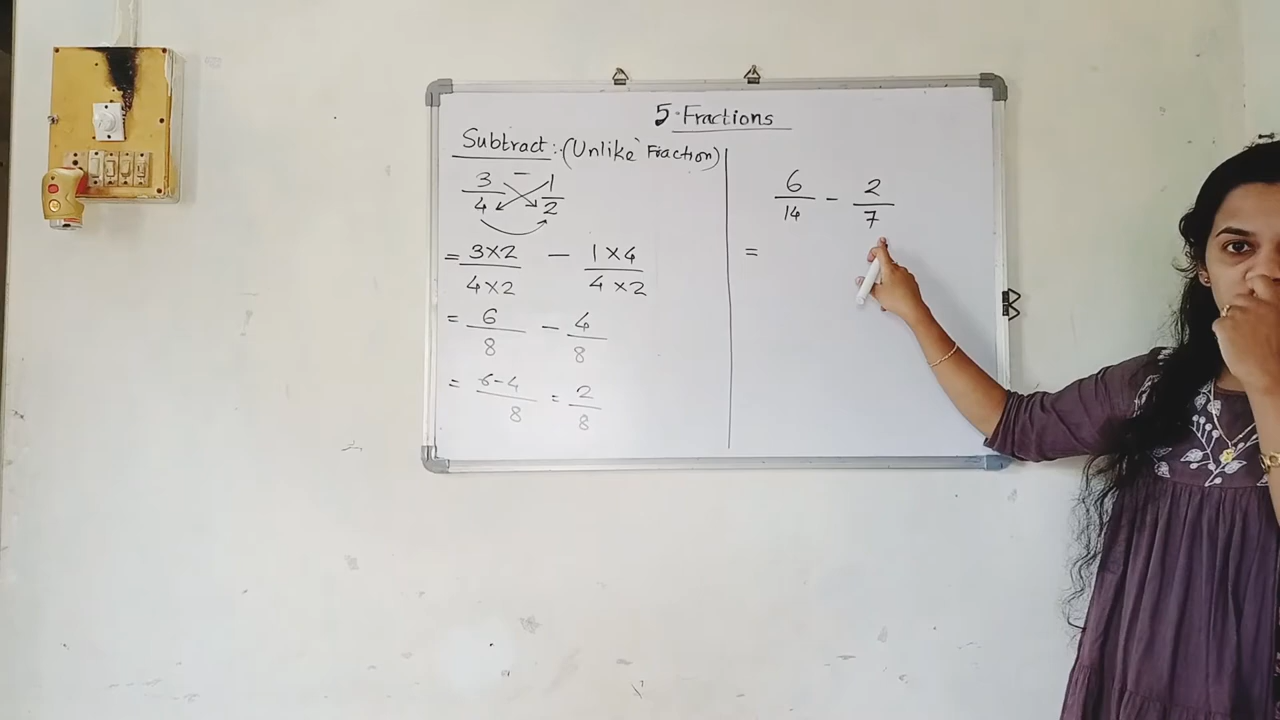 5. Fractions
Subtract:. (Unlike Fraction)
3/4 - 1/2
= 3×2/4×2 - 1×4/4×2
= 6/8 - 4/8
= 6-4/8 = 2/8
6/14 - 2/7
=